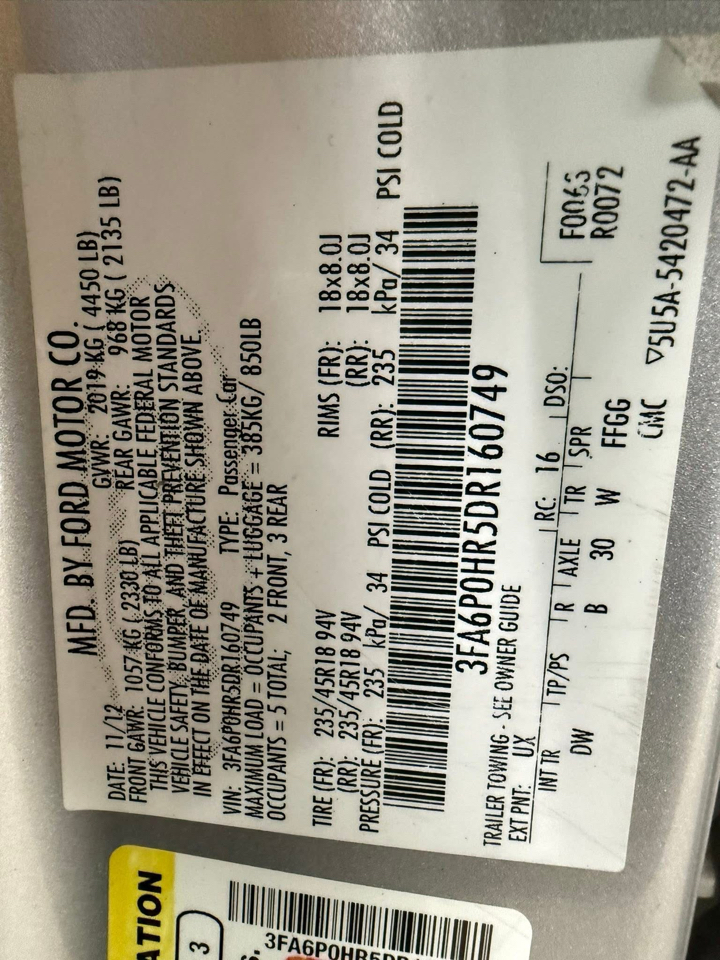 MFD. BY FORD MOTOR CO.
DATE: 11/12 GVWR: 2019 KG ( 4450 LB)
FRONT GAWR: 1057 KG ( 2330 LB) REAR GAWR: 968 KG ( 2135 LB)
THIS VEHICLE CONFORMS TO ALL APPLICABLE FEDERAL MOTOR
VEHICLE SAFETY, BUMPER, AND THEFT PREVENTION STANDARDS
IN EFFECT ON THE DATE OF MANUFACTURE SHOWN ABOVE.
VIN: 3FA6P0HR5DR160749 TYPE: Passenger Car
MAXIMUM LOAD = OCCUPANTS + LUGGAGE = 385KG/ 850LB
OCCUPANTS = 5 TOTAL; 2 FRONT, 3 REAR
TIRE (FR): 235/45R18 94V RIMS (FR): 18x8.0J
(RR): 235/45R18 94V (RR): 18x8.0J
PRESSURE (FR): 235 kPa/ 34 PSI COLD (RR): 235 kPa/ 34 PSI COLD
3FA6P0HR5DR160749
TRAILER TOWING - SEE OWNER GUIDE
EXT PNT: UX RC: 16 DSO: F0063
R0072
INT TR TP/PS R AXLE TR SPR
DW B 30 W FFGG
CMC ▽5U5A-5420472-AA
ATION
3
3FA6P0HR5DR